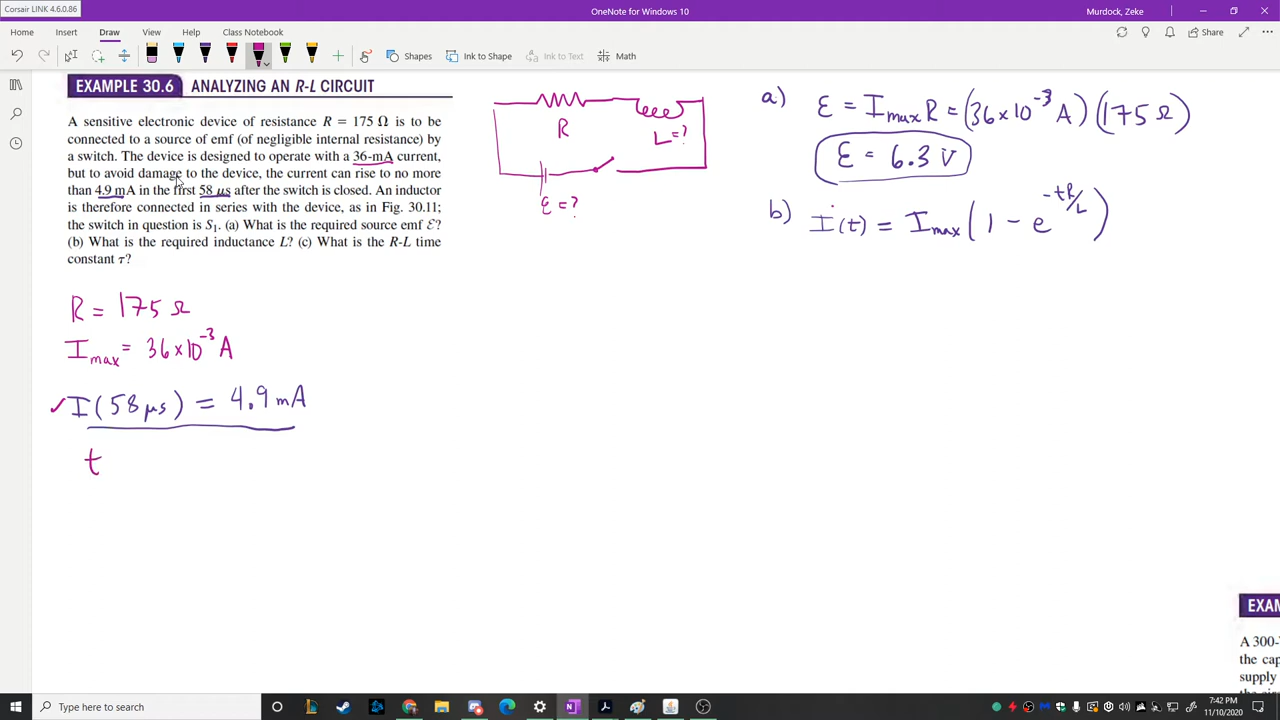 Corsair LINK 4.6.0.86
OneNote for Windows 10
Murdock, Zeke
Home Insert Draw View Help Class Notebook
Share
Shapes Ink to Shape Ink to Text Math
EXAMPLE 30.6 ANALYZING AN R-L CIRCUIT
A sensitive electronic device of resistance R = 175 Ω is to be
connected to a source of emf (of negligible internal resistance) by
a switch. The device is designed to operate with a 36-mA current,
but to avoid damage to the device, the current can rise to no more
than 4.9 mA in the first 58 μs after the switch is closed. An inductor
is therefore connected in series with the device, as in Fig. 30.11;
the switch in question is S₁. (a) What is the required source emf ℰ?
(b) What is the required inductance L? (c) What is the R-L time
constant τ?
R = 175 Ω
I_max = 36×10⁻³ A
✓ I(58 μs) = 4.9 mA
t
R
L=?
ℰ = ?
a) ℰ = I_max R = (36×10⁻³ A)(175 Ω)
ℰ = 6.3 V
b) I(t) = I_max(1 - e^(-tR/L))
EXAM
A 300-
the cap
supply
of the circ
Type here to search
7:42 PM
11/10/2020